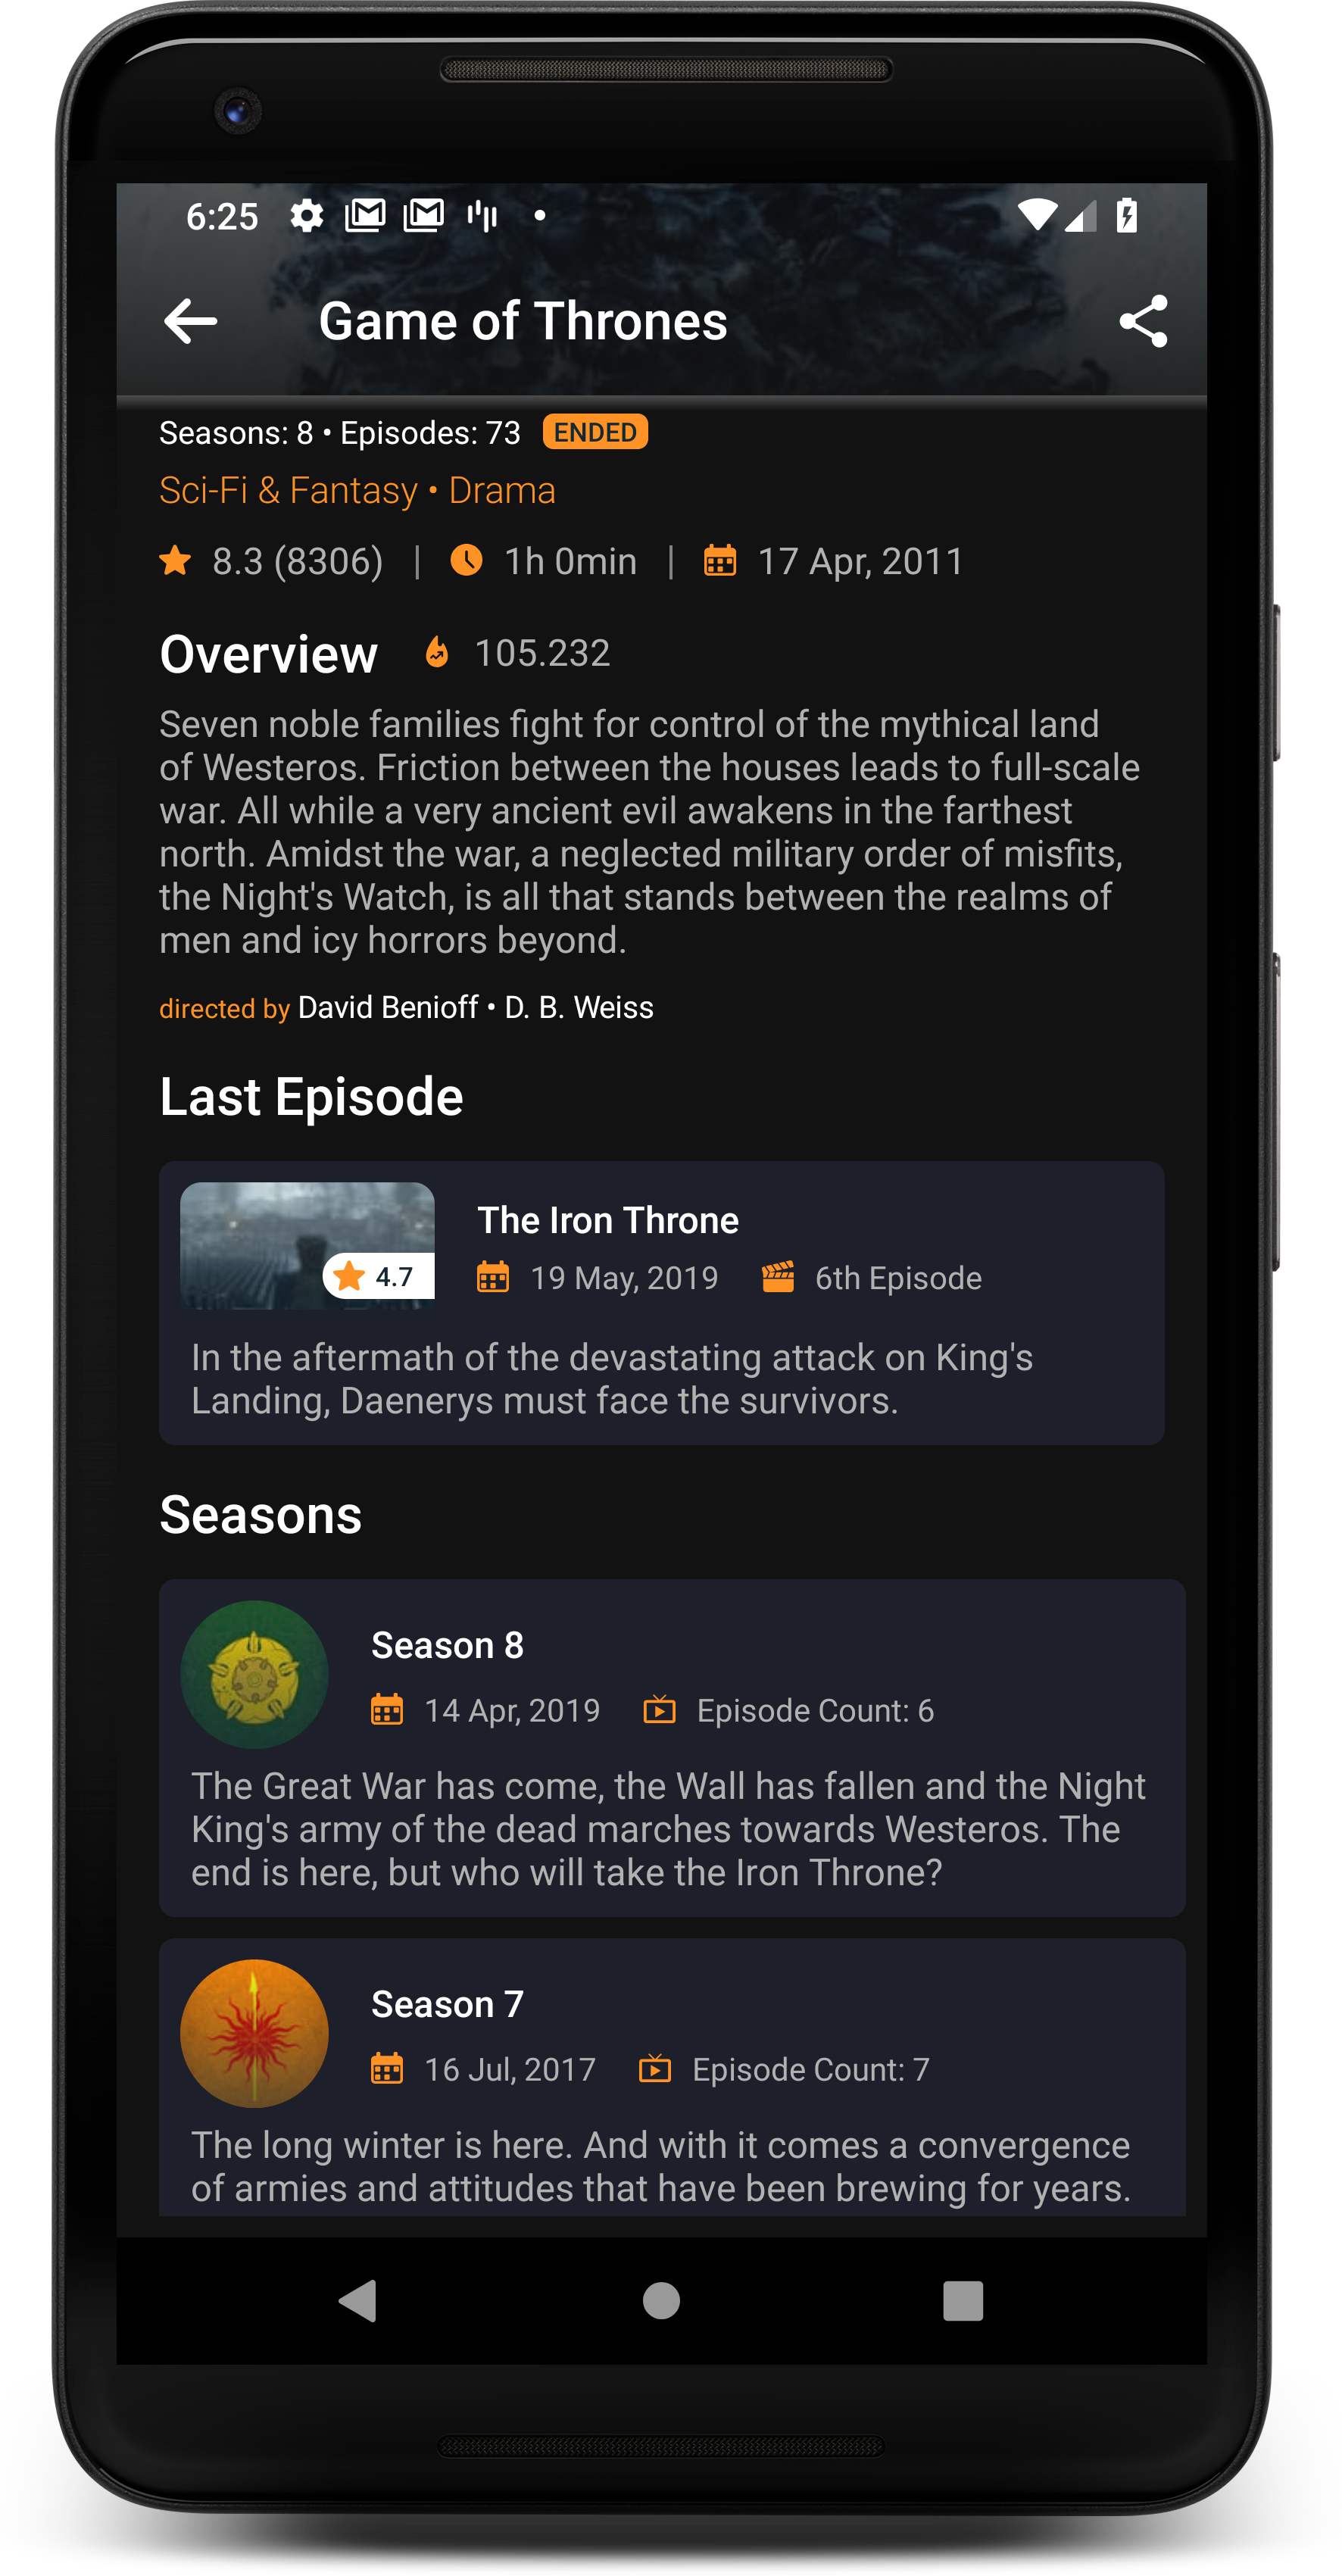 6:25
Game of Thrones
Seasons: 8 • Episodes: 73 ENDED
Sci-Fi & Fantasy • Drama
8.3 (8306) | 1h 0min | 17 Apr, 2011
Overview 105.232
Seven noble families fight for control of the mythical land
of Westeros. Friction between the houses leads to full-scale
war. All while a very ancient evil awakens in the farthest
north. Amidst the war, a neglected military order of misfits,
the Night's Watch, is all that stands between the realms of
men and icy horrors beyond.
directed by David Benioff • D. B. Weiss
Last Episode
The Iron Throne
4.7 19 May, 2019 6th Episode
In the aftermath of the devastating attack on King's
Landing, Daenerys must face the survivors.
Seasons
Season 8
14 Apr, 2019 Episode Count: 6
The Great War has come, the Wall has fallen and the Night
King's army of the dead marches towards Westeros. The
end is here, but who will take the Iron Throne?
Season 7
16 Jul, 2017 Episode Count: 7
The long winter is here. And with it comes a convergence
of armies and attitudes that have been brewing for years.